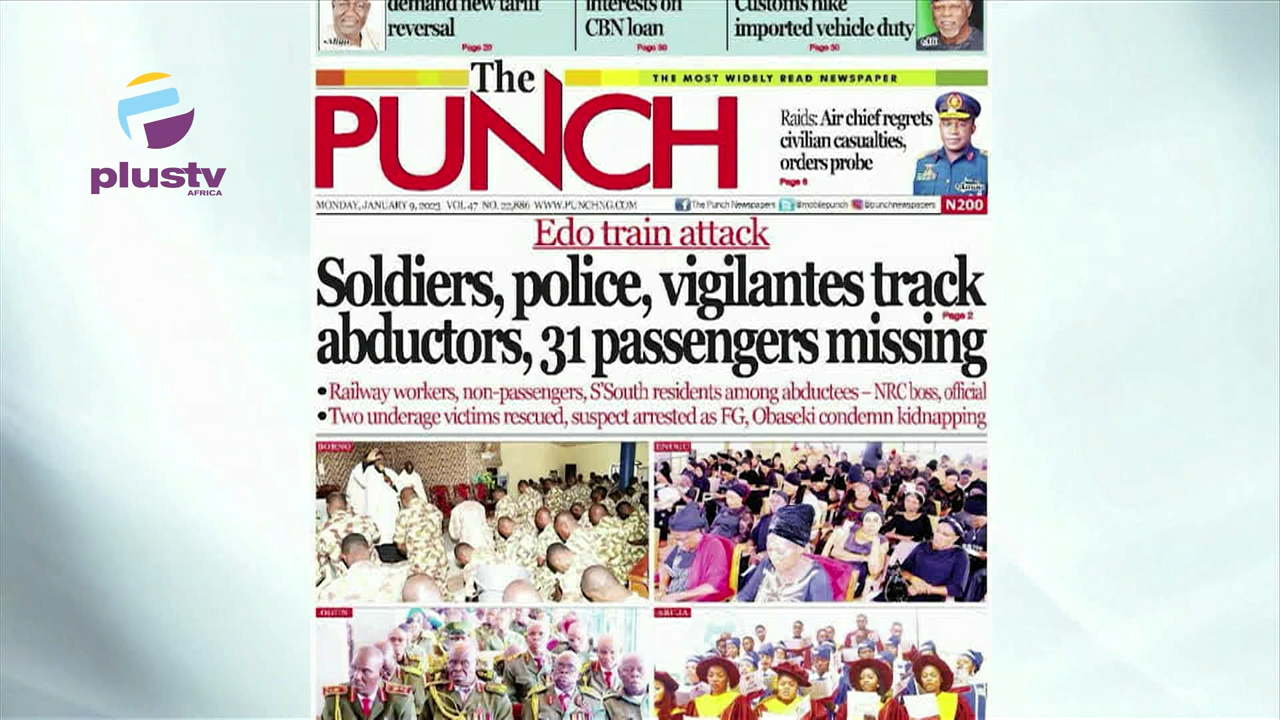 demand new tariff
reversal
Page 20
interests on
CBN loan
Page 30
Customs hike
imported vehicle duty
Page 30
plustv
AFRICA
The
PUNCH
THE MOST WIDELY READ NEWSPAPER
Raids: Air chief regrets
civilian casualties,
orders probe
Page 6
MONDAY, JANUARY 9, 2023 VOL 47 NO. 22,886 WWW.PUNCHNG.COM
The Punch Newspapers @mobilepunch @punchnewspapers N200
Edo train attack
Soldiers, police, vigilantes track
Page 2
abductors, 31 passengers missing
•Railway workers, non-passengers, S'South residents among abductees – NRC boss, official
•Two underage victims rescued, suspect arrested as FG, Obaseki condemn kidnapping
BORNO
ENUGU
OGUN
ABUJA